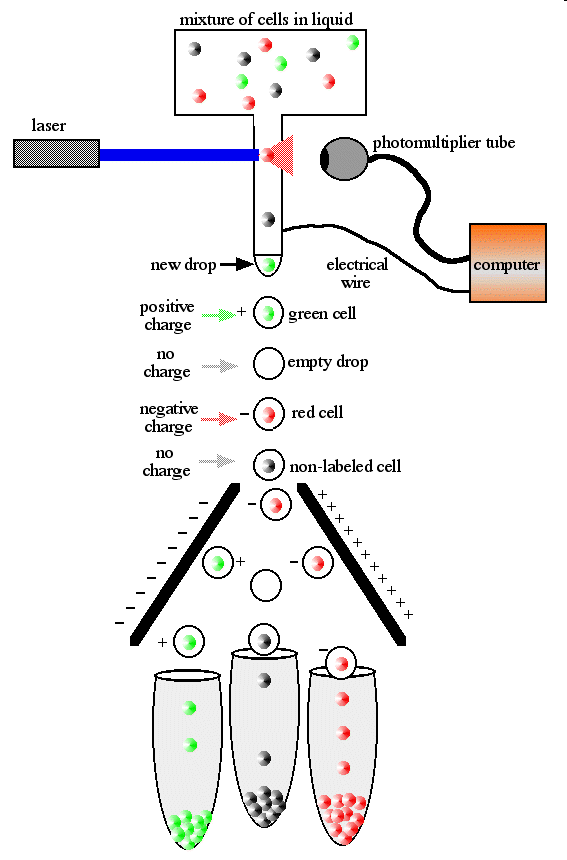 mixture of cells in liquid
laser
photomultiplier tube
computer
new drop
electrical
wire
positive
charge
+
green cell
no
charge
empty drop
negative
charge
–
red cell
no
charge
non-labeled cell
–
– – – – – – – –
+ + + + + + + + + + +
+
–
+
–